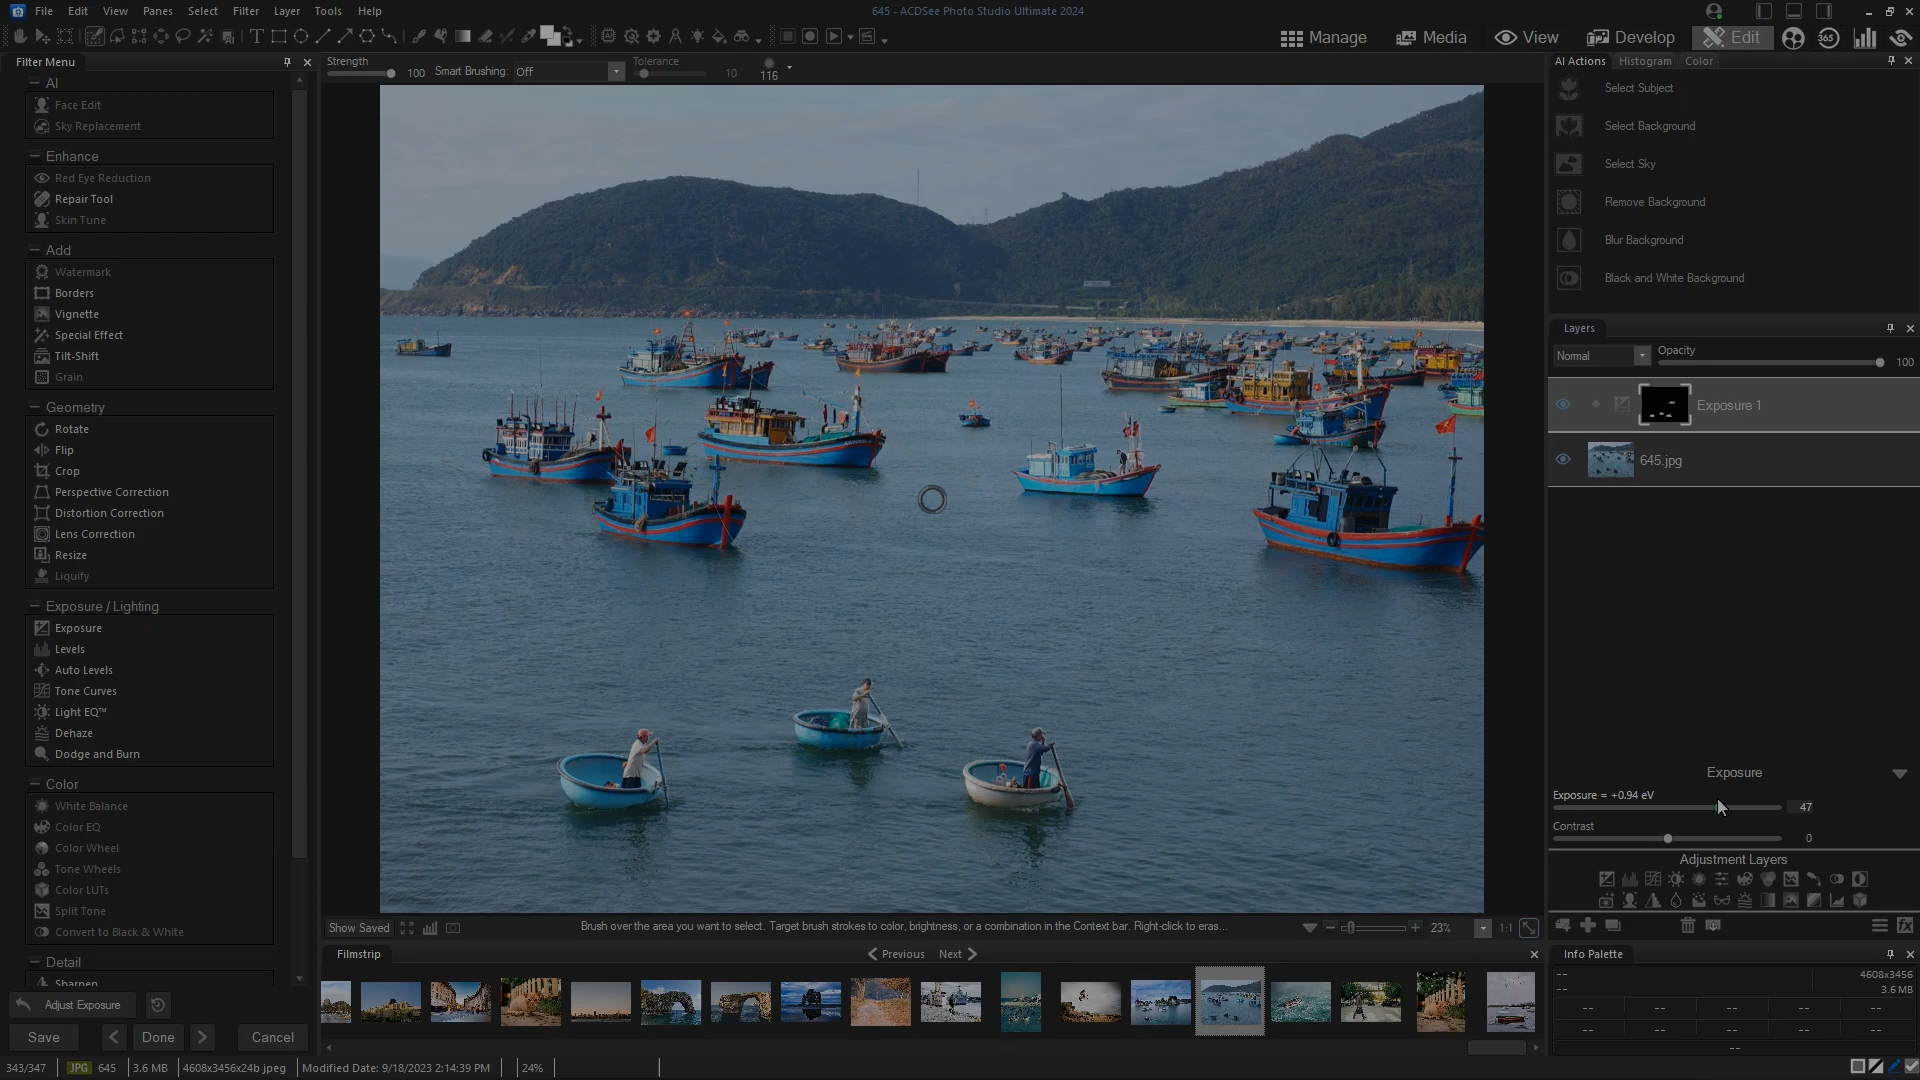 File Edit View Panes Select Filter Layer Tools Help
645 - ACDSee Photo Studio Ultimate 2024
Manage Media View Develop Edit 365
Filter Menu
Strength 100 Smart Brushing: Off Tolerance 10 116
AI Actions Histogram Color
AI
Face Edit
Sky Replacement
Enhance
Red Eye Reduction
Repair Tool
Skin Tune
Add
Watermark
Borders
Vignette
Special Effect
Tilt-Shift
Grain
Geometry
Rotate
Flip
Crop
Perspective Correction
Distortion Correction
Lens Correction
Resize
Liquify
Exposure / Lighting
Exposure
Levels
Auto Levels
Tone Curves
Light EQ™
Dehaze
Dodge and Burn
Color
White Balance
Color EQ
Color Wheel
Tone Wheels
Color LUTs
Split Tone
Convert to Black & White
Detail
Sharpen
Adjust Exposure
Save Done Cancel
Select Subject
Select Background
Select Sky
Remove Background
Blur Background
Black and White Background
Layers
Normal Opacity 100
Exposure 1
645.jpg
Exposure
Exposure = +0.94 eV 47
Contrast 0
Adjustment Layers
Show Saved Brush over the area you want to select. Target brush strokes to color, brightness, or a combination in the Context bar. Right-click to eras... 23% 1:1
Filmstrip Previous Next
Info Palette
-- 4608x3456
-- 3.6 MB
-- -- -- -- --
-- -- -- -- --
--
343/347 JPG 645 3.6 MB 4608x3456x24b jpeg Modified Date: 9/18/2023 2:14:39 PM 24%